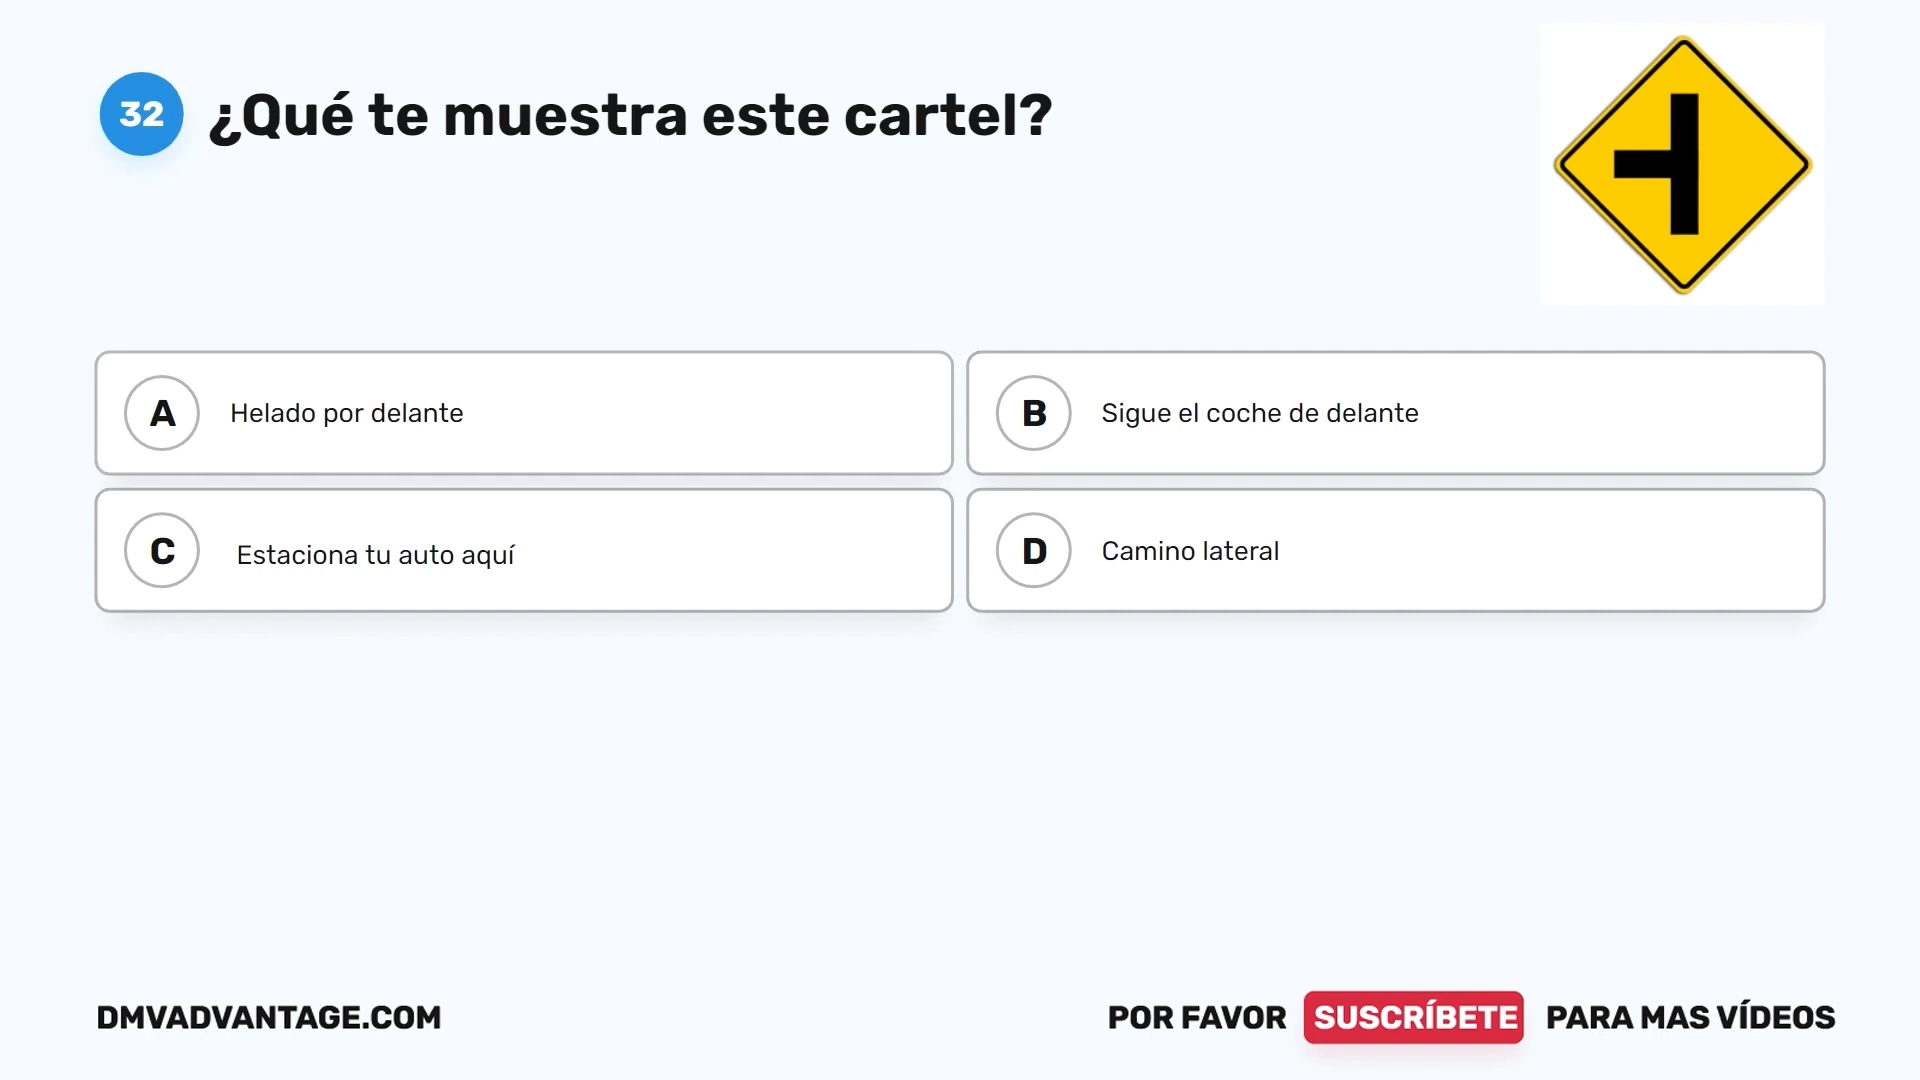 32
¿Qué te muestra este cartel?
A
Helado por delante
B
Sigue el coche de delante
C
Estaciona tu auto aquí
D
Camino lateral
DMVADVANTAGE.COM
POR FAVOR SUSCRÍBETE PARA MAS VÍDEOS